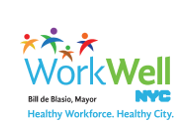 WorkWell
Bill de Blasio, Mayor NYC
Healthy Workforce. Healthy City.